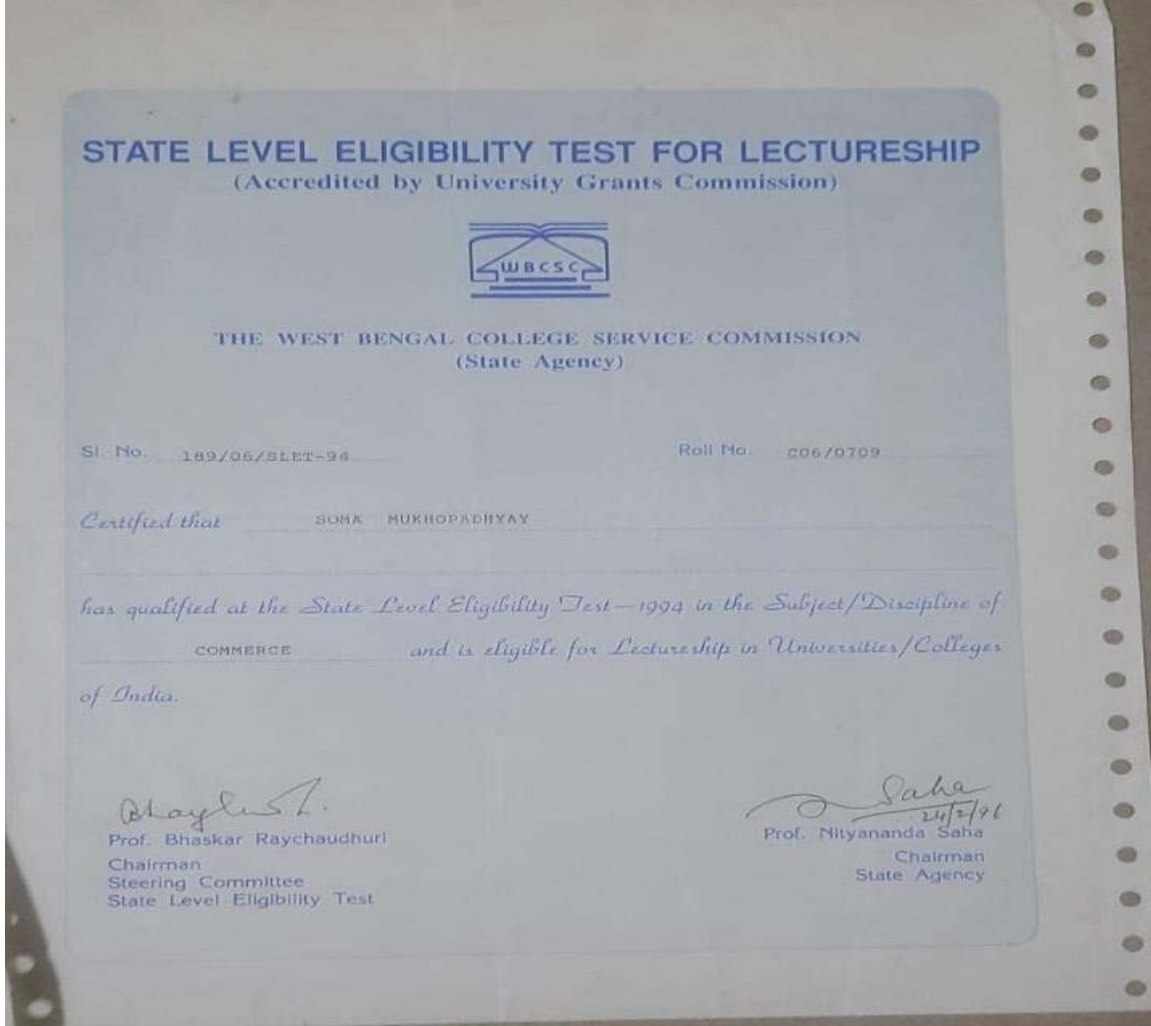 STATE LEVEL ELIGIBILITY TEST FOR LECTURESHIP
(Accredited by University Grants Commission)
WBCSC
THE WEST BENGAL COLLEGE SERVICE COMMISSION
(State Agency)
Sl. No. 189/06/SLET-94 Roll No. C06/0709
Certified that SOMA MUKHOPADHYAY
has qualified at the State Level Eligibility Test—1994 in the Subject/Discipline of
COMMERCE and is eligible for Lectureship in Universities/Colleges
of India.
Saha
24/2/96
Prof. Bhaskar Raychaudhuri Prof. Nityananda Saha
Chairman Chairman
Steering Committee State Agency
State Level Eligibility Test